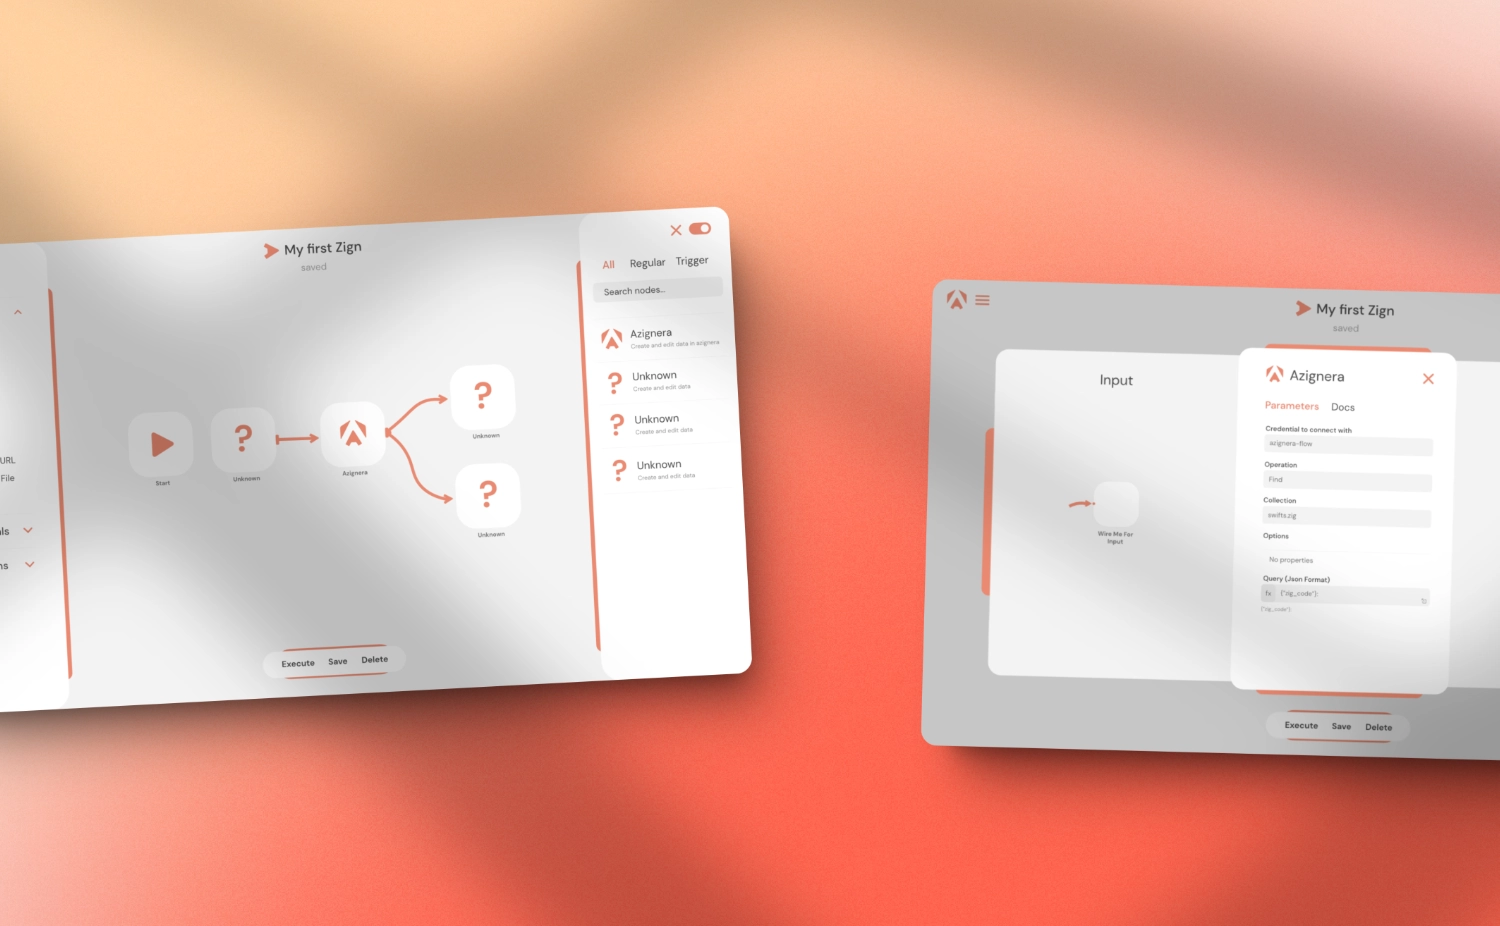 My first Zign
saved
URL
File
ls
ns
Start
Unknown
Azignera
Unknown
Unknown
Execute Save Delete
All Regular Trigger
Search nodes...
Azignera
Create and edit data in azignera
Unknown
Create and edit data
Unknown
Create and edit data
Unknown
Create and edit data
My first Zign
saved
Input
Wire Me For
Input
Azignera
Parameters Docs
Credential to connect with
azignera-flow
Operation
Find
Collection
swifts.zig
Options
No properties
Query (Json Format)
fx {"zig_code"}:
{"zig_code"}
Execute Save Delete